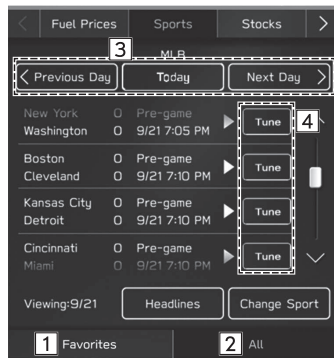 Fuel Prices Sports Stocks
3
MLB
Previous Day Today Next Day
New York 0 Pre-game
Washington 0 9/21 7:05 PM
Tune
4
Boston 0 Pre-game
Cleveland 0 9/21 7:10 PM
Tune
Kansas City 0 Pre-game
Detroit 0 9/21 7:10 PM
Tune
Cincinnati 0 Pre-game
Miami 0 9/21 7:10 PM
Tune
Viewing:9/21 Headlines Change Sport
1 Favorites 2 All